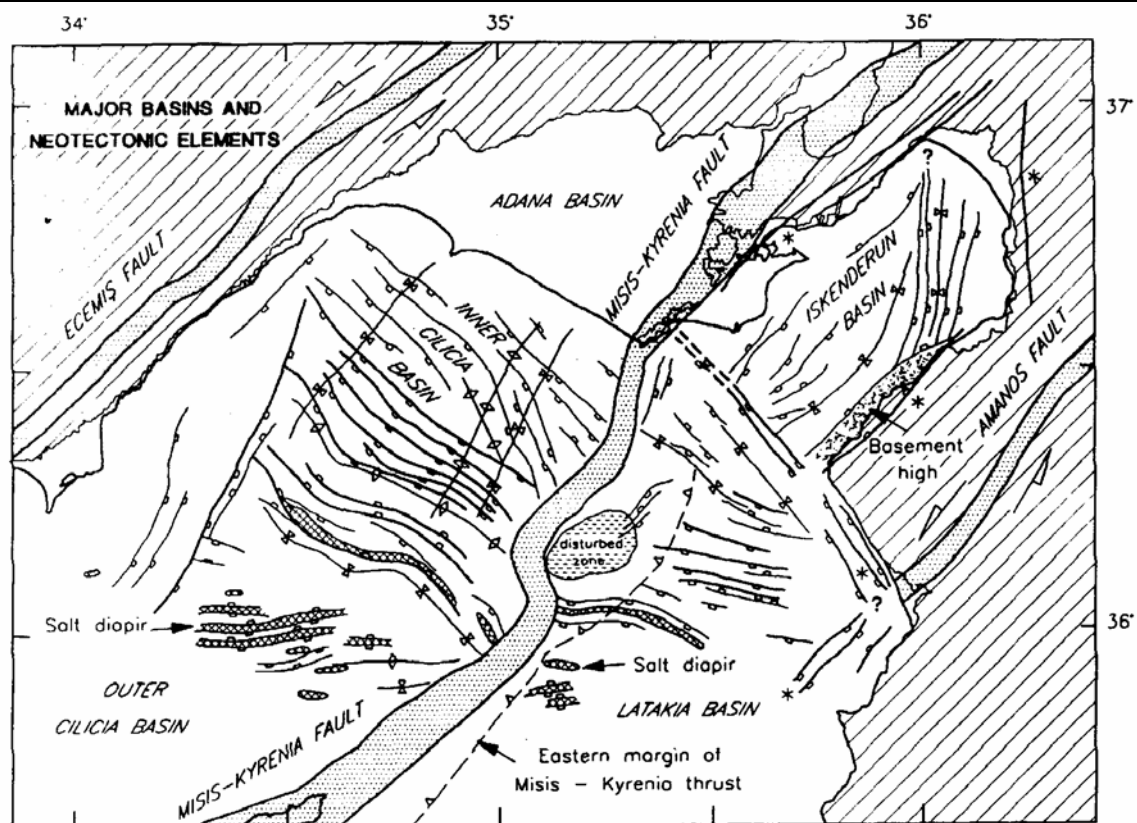 34°
35°
36°
MAJOR BASINS AND
NEOTECTONIC ELEMENTS
37°
ECEMIŞ FAULT
ADANA BASIN
MISIS-KYRENIA FAULT
?
ISKENDERUN
BASIN
INNER
CILICIA
BASIN
AMANOS FAULT
Basement
high
disturbed
zone
?
Salt diapir
36°
Salt diapir
OUTER
CILICIA BASIN
LATAKIA BASIN
MISIS-KYRENIA FAULT
Eastern margin of
Misis - Kyrenia thrust